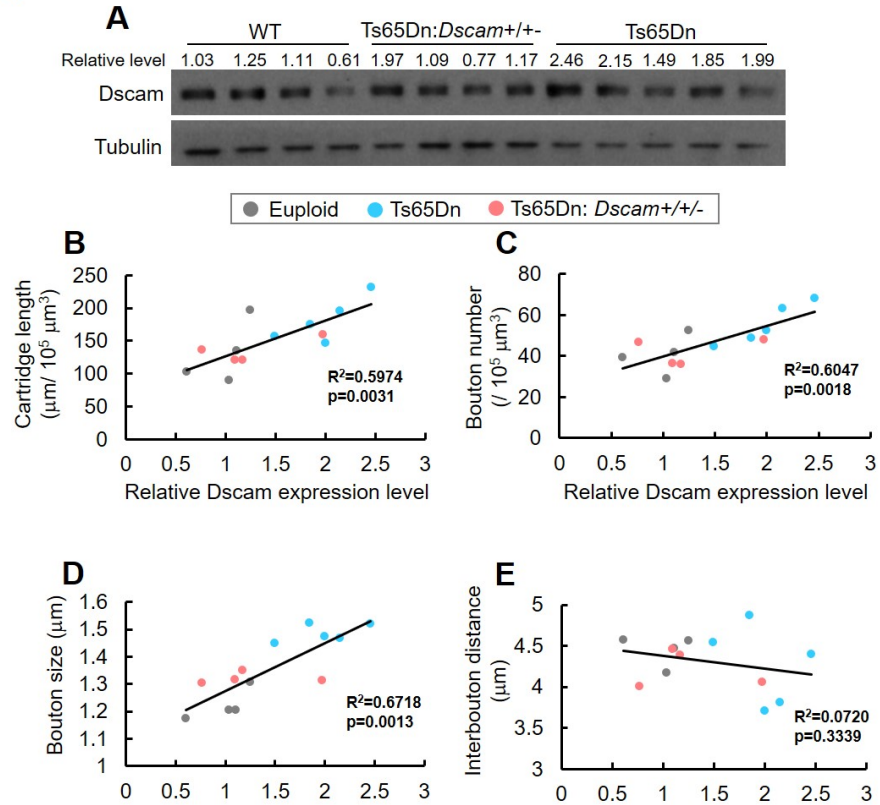 A
WT Ts65Dn:Dscam+/+- Ts65Dn
Relative level 1.03 1.25 1.11 0.61 1.97 1.09 0.77 1.17 2.46 2.15 1.49 1.85 1.99
Dscam
Tubulin
Euploid Ts65Dn Ts65Dn: Dscam+/+/-
B
Cartridge length
(μm/ 10⁵ μm³)
250
200
150
100
50
0
R²=0.5974
p=0.0031
0 0.5 1 1.5 2 2.5 3
Relative Dscam expression level
C
Bouton number
(/ 10⁵ μm³)
80
60
40
20
0
R²=0.6047
p=0.0018
0 0.5 1 1.5 2 2.5 3
Relative Dscam expression level
D
Bouton size (μm)
1.6
1.5
1.4
1.3
1.2
1.1
1
R²=0.6718
p=0.0013
0 0.5 1 1.5 2 2.5 3
E
Interbouton distance
(μm)
5
4.5
4
3.5
3
R²=0.0720
p=0.3339
0 0.5 1 1.5 2 2.5 3